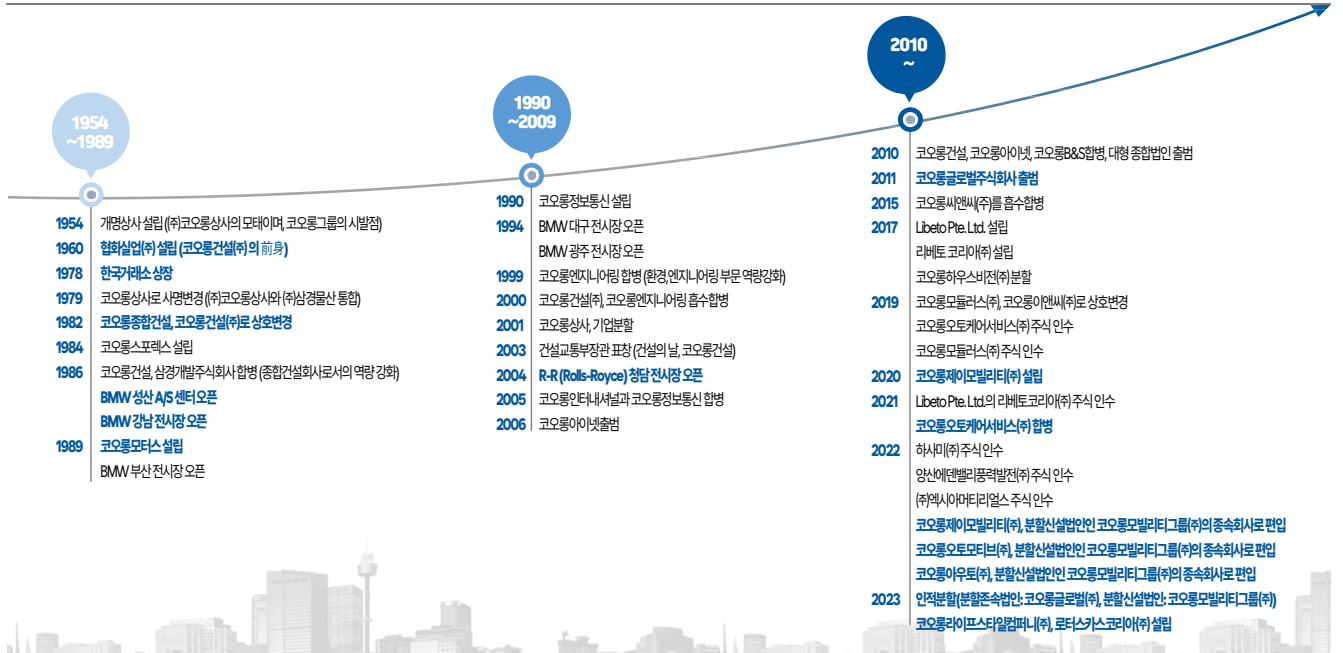 1954
~1989
1954 개명상사 설립 ((주)코오롱상사의 모태이며, 코오롱그룹의 시발점)
1960 협화실업(주) 설립 (코오롱건설(주)의 前身)
1978 한국거래소 상장
1979 코오롱상사로 사명변경 ((주)코오롱상사와 (주)삼경물산 통합)
1982 코오롱종합건설, 코오롱건설(주)로 상호변경
1984 코오롱스포렉스 설립
1986 코오롱건설, 삼경개발주식회사 합병 (종합건설회사로서의 역량 강화)
BMW 성산 A/S 센터 오픈
BMW 강남 전시장 오픈
1989 코오롱모터스 설립
BMW 부산 전시장 오픈
1990
~2009
1990 코오롱정보통신 설립
1994 BMW 대구 전시장 오픈
BMW 광주 전시장 오픈
1999 코오롱엔지니어링 합병 (환경,엔지니어링 부문 역량강화)
2000 코오롱건설(주), 코오롱엔지니어링 흡수합병
2001 코오롱상사, 기업분할
2003 건설교통부장관 표창 (건설의 날, 코오롱건설)
2004 R-R (Rolls-Royce) 청담 전시장 오픈
2005 코오롱인터내셔널과 코오롱정보통신 합병
2006 코오롱아이넷출범
2010
~
2010 코오롱건설, 코오롱아이넷, 코오롱B&S합병, 대형 종합법인 출범
2011 코오롱글로벌주식회사 출범
2015 코오롱씨앤씨(주)를 흡수합병
2017 Libeto Pte. Ltd. 설립
리베토 코리아(주) 설립
코오롱하우스비전(주) 분할
2019 코오롱모듈러스(주), 코오롱이앤씨(주)로 상호변경
코오롱오토케어서비스(주) 주식 인수
코오롱모듈러스(주) 주식 인수
2020 코오롱제이모빌리티(주) 설립
2021 Libeto Pte. Ltd.의 리베토코리아(주) 주식 인수
코오롱오토케어서비스(주) 합병
2022 하사미(주) 주식 인수
양산에덴밸리풍력발전(주) 주식 인수
(주)엑시아머티리얼스 주식 인수
코오롱제이모빌리티(주), 분할신설법인인 코오롱모빌리티그룹(주)의 종속회사로 편입
코오롱오토모티브(주), 분할신설법인인 코오롱모빌리티그룹(주)의 종속회사로 편입
코오롱아우토(주), 분할신설법인인 코오롱모빌리티그룹(주)의 종속회사로 편입
2023 인적분할(분할존속법인: 코오롱글로벌(주), 분할신설법인: 코오롱모빌리티그룹(주))
코오롱라이프스타일컴퍼니(주), 로터스카스코리아(주) 설립